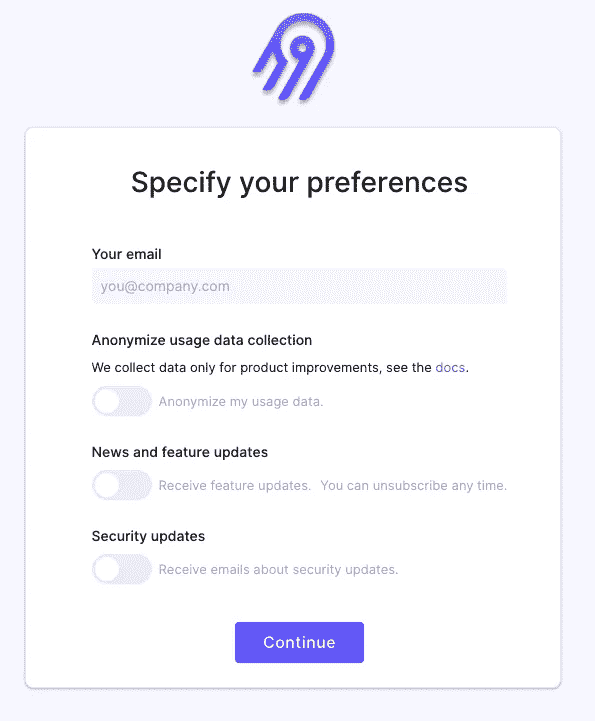 Specify your preferences
Your email
you@company.com
Anonymize usage data collection
We collect data only for product improvements, see the docs.
Anonymize my usage data.
News and feature updates
Receive feature updates. You can unsubscribe any time.
Security updates
Receive emails about security updates.
Continue